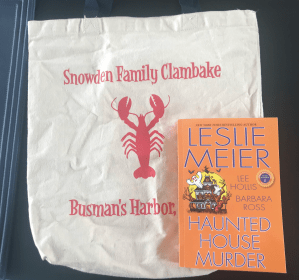 Snowden Family Clambake
Busman's Harbor,
LESLIE
MEIER
LEE
HOLLIS
BARBARA
ROSS
HAUNTED
HOUSE
MURDER